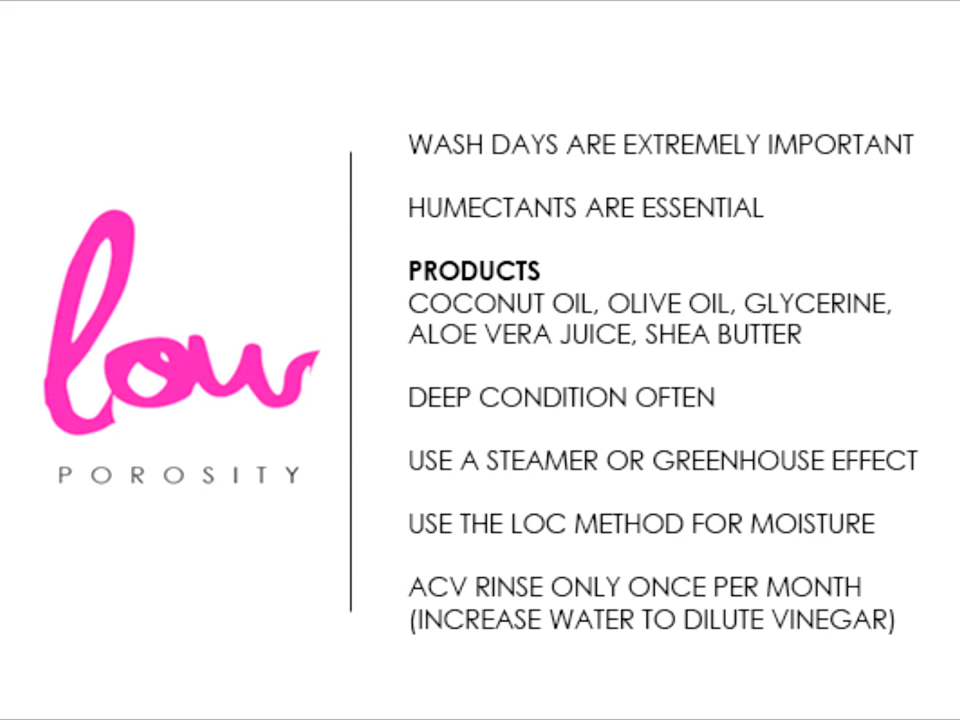 low
POROSITY
WASH DAYS ARE EXTREMELY IMPORTANT
HUMECTANTS ARE ESSENTIAL
PRODUCTS
COCONUT OIL, OLIVE OIL, GLYCERINE,
ALOE VERA JUICE, SHEA BUTTER
DEEP CONDITION OFTEN
USE A STEAMER OR GREENHOUSE EFFECT
USE THE LOC METHOD FOR MOISTURE
ACV RINSE ONLY ONCE PER MONTH
(INCREASE WATER TO DILUTE VINEGAR)